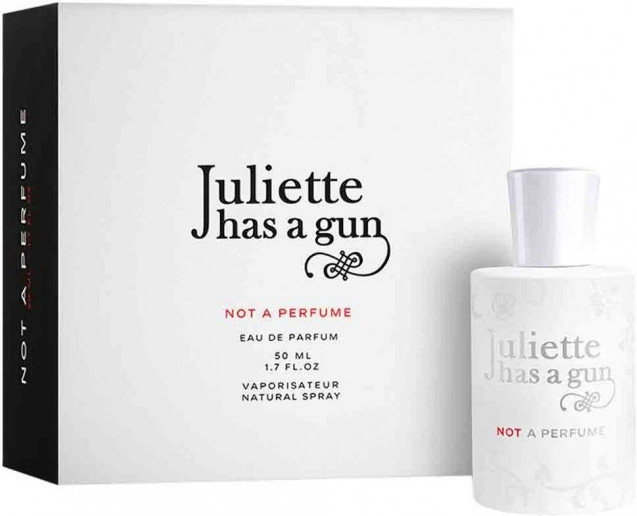 NOT A PERFUME
Juliette
has a gun
NOT A PERFUME
EAU DE PARFUM
50 ML
1.7 FL.OZ
VAPORISATEUR
NATURAL SPRAY
Juliette
has a gun
NOT A PERFUME